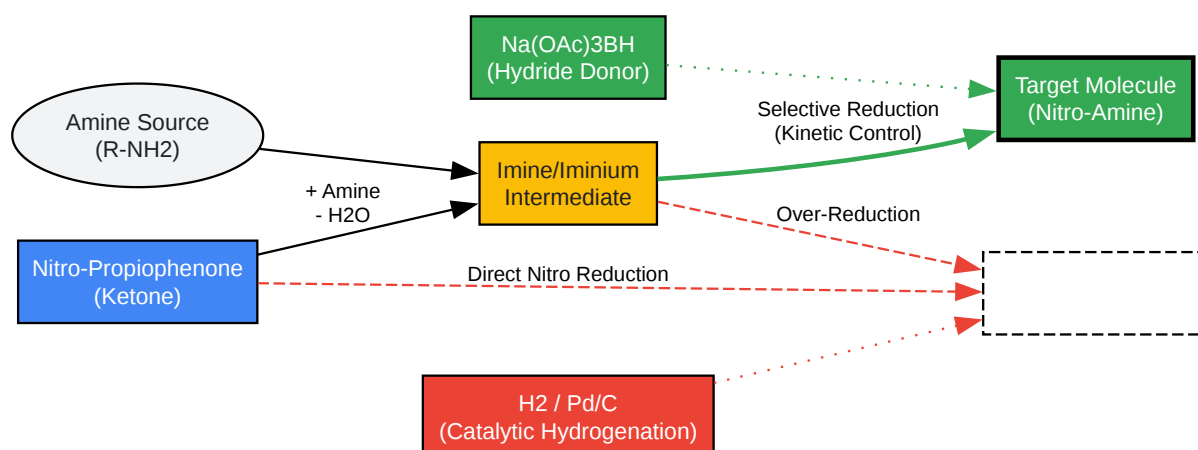 Na(OAc)3BH
(Hydride Donor)
Target Molecule
(Nitro-Amine)
Selective Reduction
(Kinetic Control)
Amine Source
(R-NH2)
Imine/Iminium
Intermediate
+ Amine
- H2O
Over-Reduction
Nitro-Propiophenone
(Ketone)
Direct Nitro Reduction
H2 / Pd/C
(Catalytic Hydrogenation)